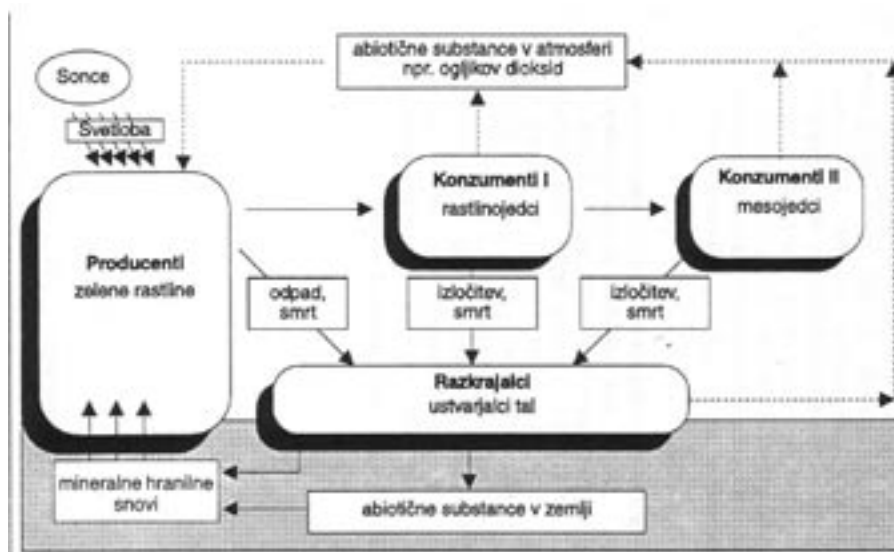 abiotične substance v atmosferi
npr. ogljikov dioksid
Sonce
Svetloba
Konzumenti I
rastlinojedci
Konzumenti II
mesojedci
Producenti
zelene rastline
odpad,
smrt
izločitev,
smrt
izločitev,
smrt
Razkrajalci
ustvarjalci tal
mineralne hranilne
snovi
abiotične substance v zemlji